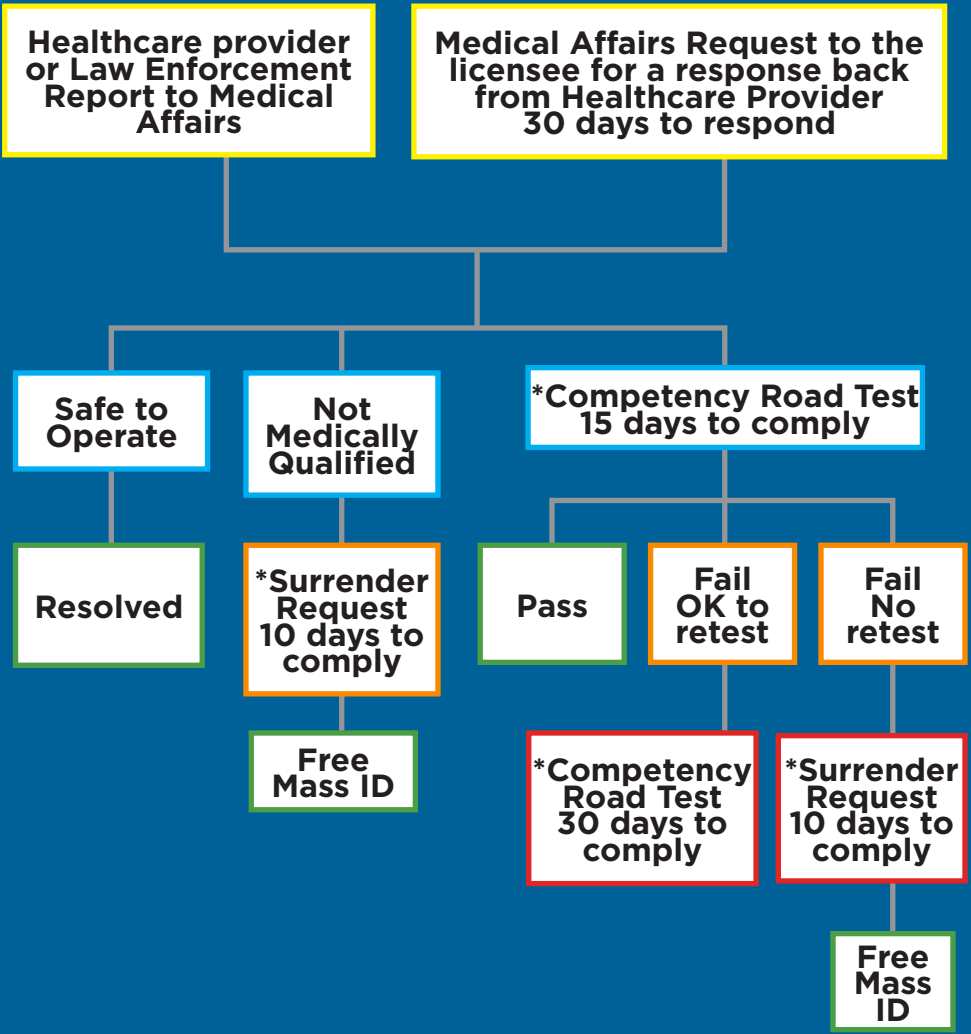 Healthcare provider
or Law Enforcement
Report to Medical
Affairs
Medical Affairs Request to the
licensee for a response back
from Healthcare Provider
30 days to respond
Safe to
Operate
Not
Medically
Qualified
*Competency Road Test
15 days to comply
Resolved
*Surrender
Request
10 days to
comply
Pass
Fail
OK to
retest
Fail
No
retest
Free
Mass ID
*Competency
Road Test
30 days to
comply
*Surrender
Request
10 days to
comply
Free
Mass
ID